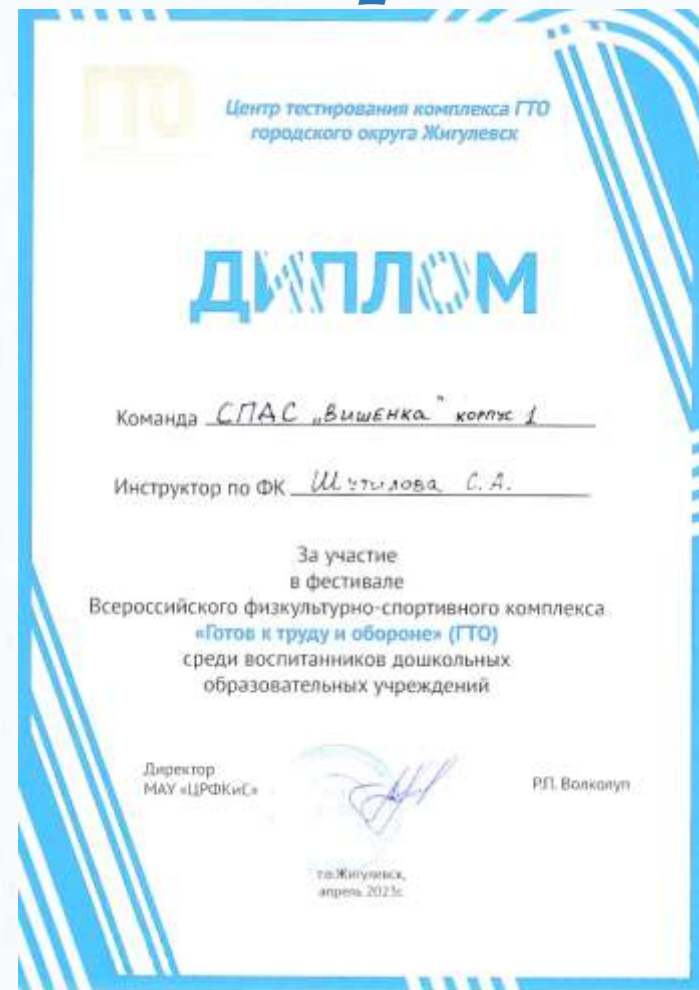 ГТО
Центр тестирования комплекса ГТО
городского округа Жигулевск
ДИПЛОМ
Команда СПДС „Вишенка" корпус 1
Инструктор по ФК Шутилова С.А.
За участие
в фестивале
Всероссийского физкультурно-спортивного комплекса
«Готов к труду и обороне» (ГТО)
среди воспитанников дошкольных
образовательных учреждений
Директор
МАУ «ЦРФКиС» Р.П. Волколуп
г.о.Жигулевск,
апрель 2023г.